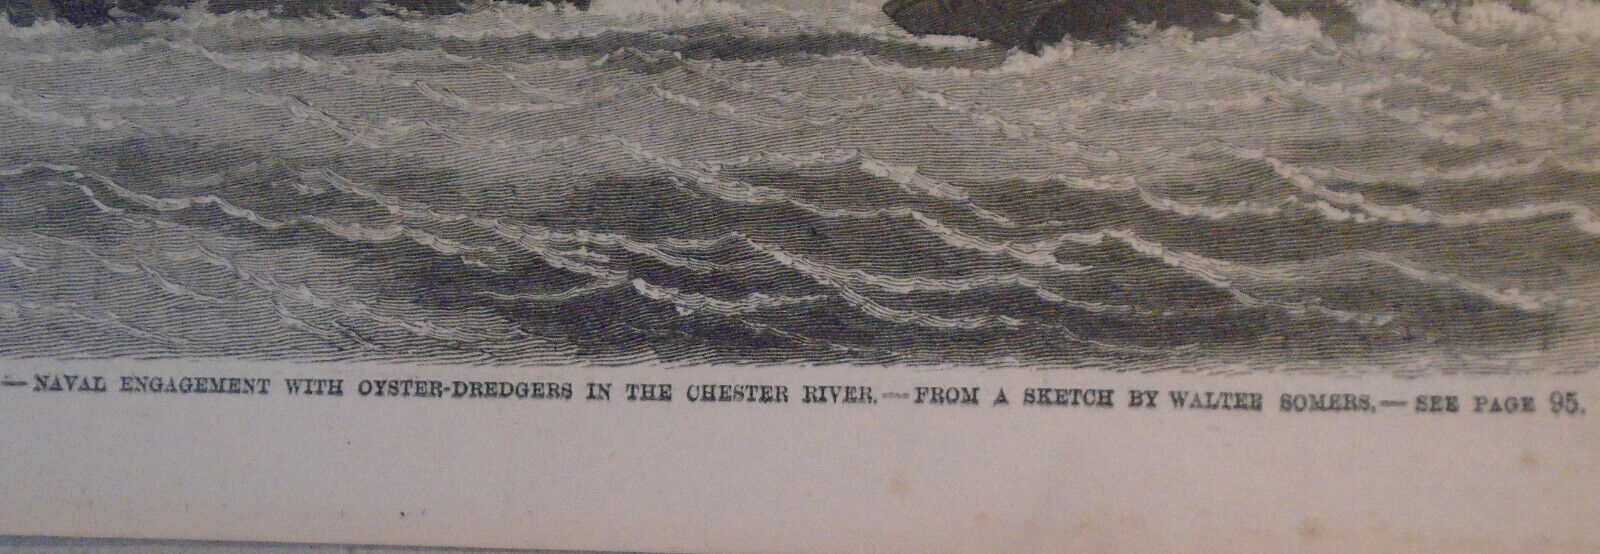 —NAVAL ENGAGEMENT WITH OYSTER-DREDGERS IN THE CHESTER RIVER.—FROM A SKETCH BY WALTER SOMERS.—SEE PAGE 95.